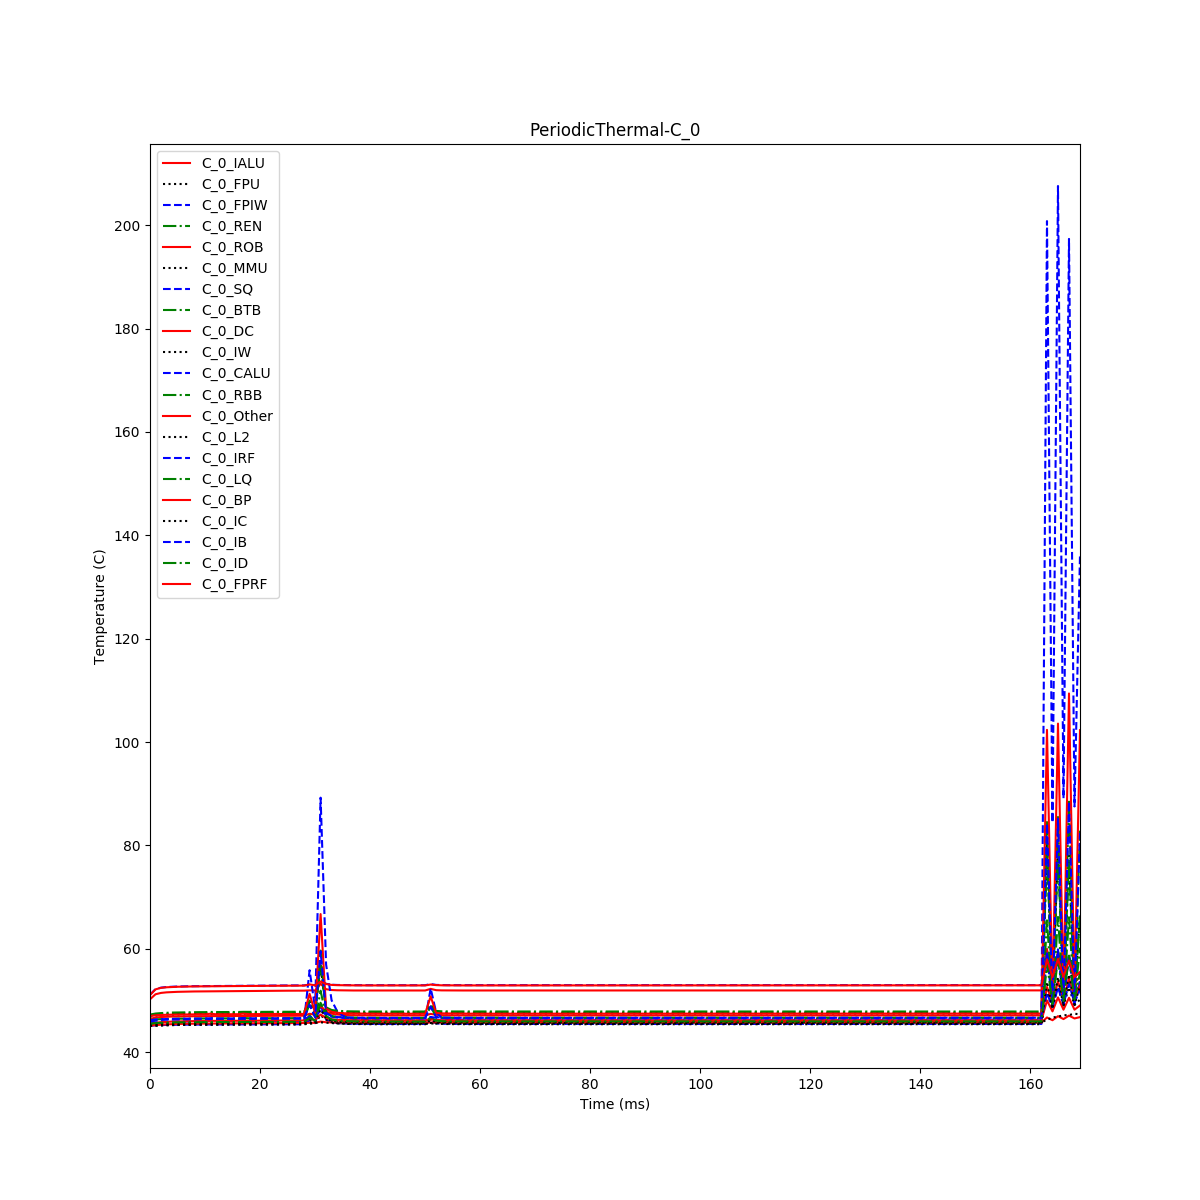 PeriodicThermal-C_0
C_0_IALU
C_0_FPU
C_0_FPIW
C_0_REN
C_0_ROB
C_0_MMU
C_0_SQ
C_0_BTB
C_0_DC
C_0_IW
C_0_CALU
C_0_RBB
C_0_Other
C_0_L2
C_0_IRF
C_0_LQ
C_0_BP
C_0_IC
C_0_IB
C_0_ID
C_0_FPRF
200
180
160
140
120
100
80
60
40
Temperature (C)
0 20 40 60 80 100 120 140 160
Time (ms)